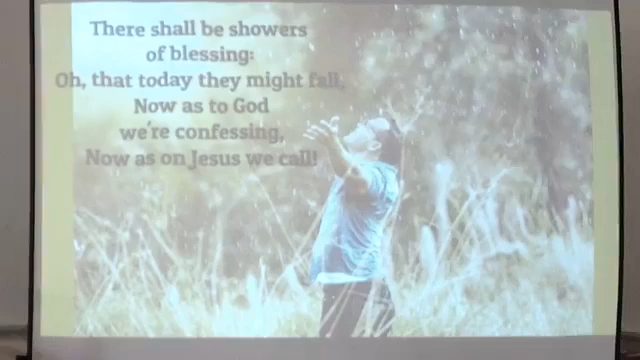 There shall be showers
of blessing:
Oh, that today they might fall,
Now as to God
we're confessing,
Now as on Jesus we call!